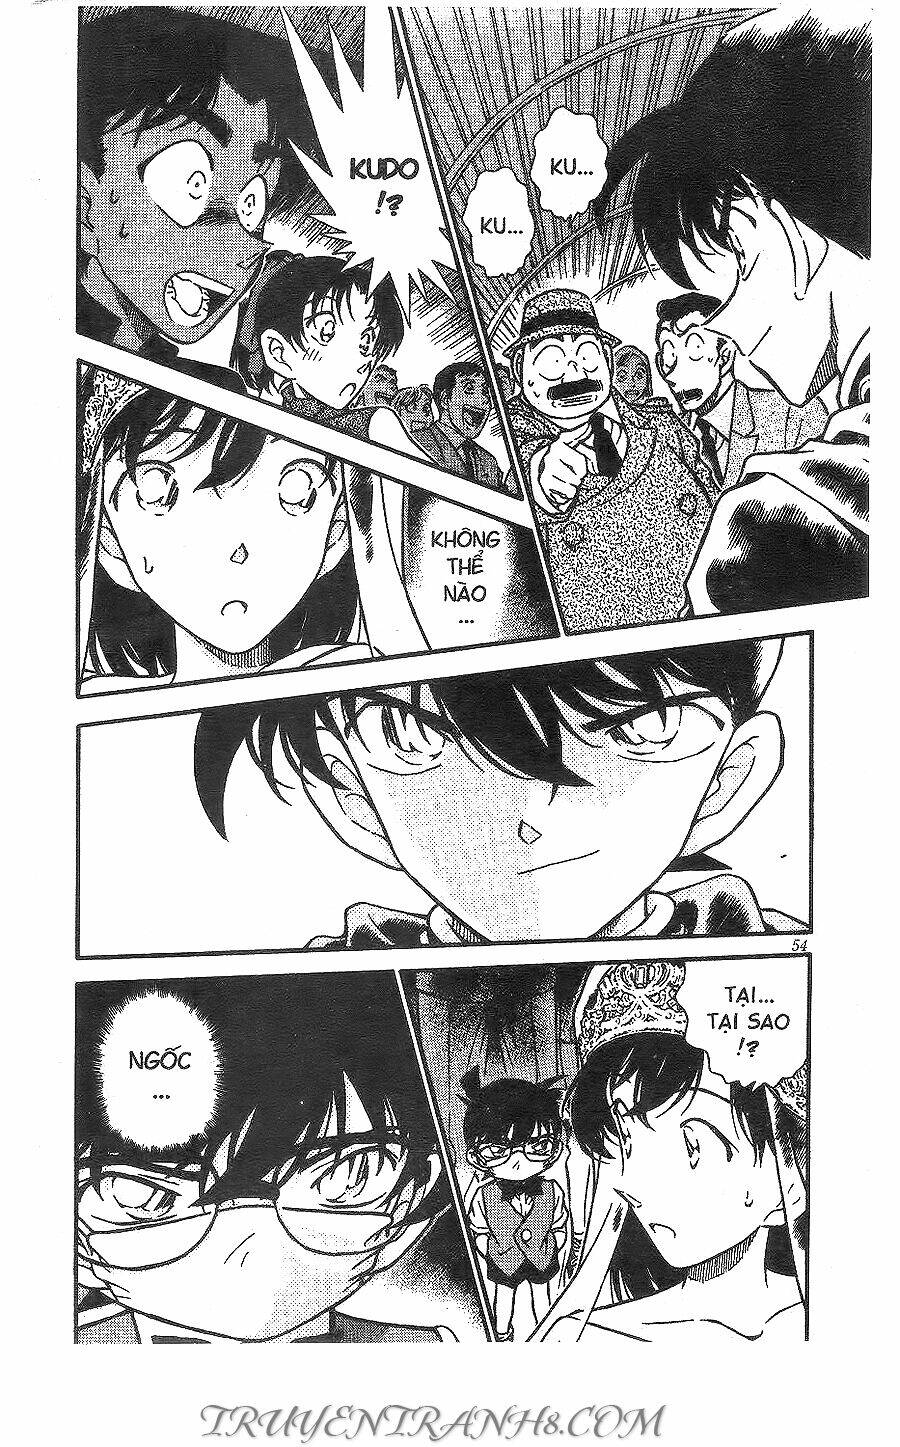 KU...
KU...
KUDO
!?
KHÔNG
THỂ
NÀO
...
54
TẠI...
TẠI SAO
!?
NGỐC
...
TRUYENTRANH8.COM